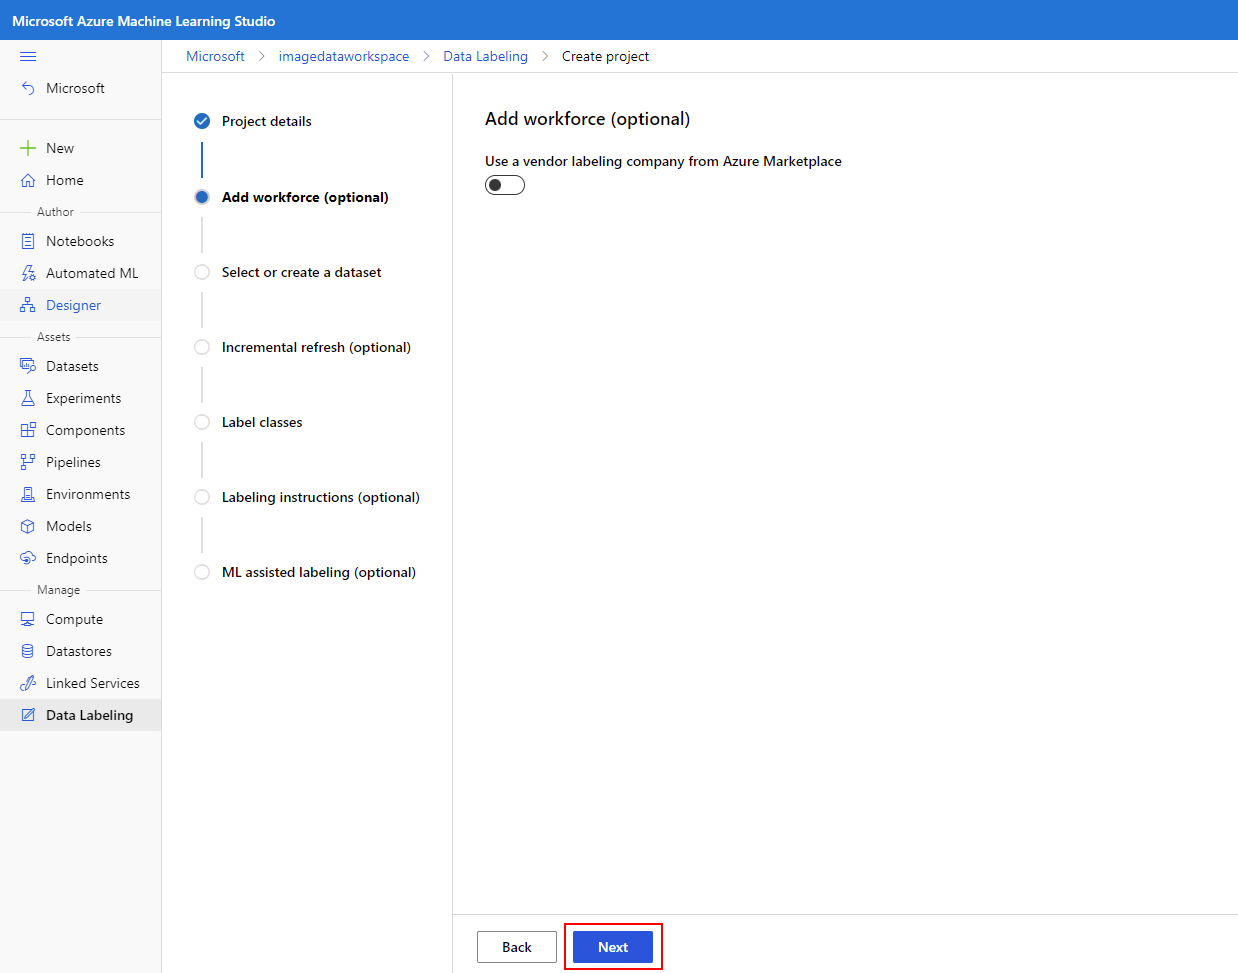 Microsoft Azure Machine Learning Studio
Microsoft
New
Home
Author
Notebooks
Automated ML
Designer
Assets
Datasets
Experiments
Components
Pipelines
Environments
Models
Endpoints
Manage
Compute
Datastores
Linked Services
Data Labeling
Microsoft > imagedataworkspace > Data Labeling > Create project
Project details
Add workforce (optional)
Select or create a dataset
Incremental refresh (optional)
Label classes
Labeling instructions (optional)
ML assisted labeling (optional)
Add workforce (optional)
Use a vendor labeling company from Azure Marketplace
Back
Next